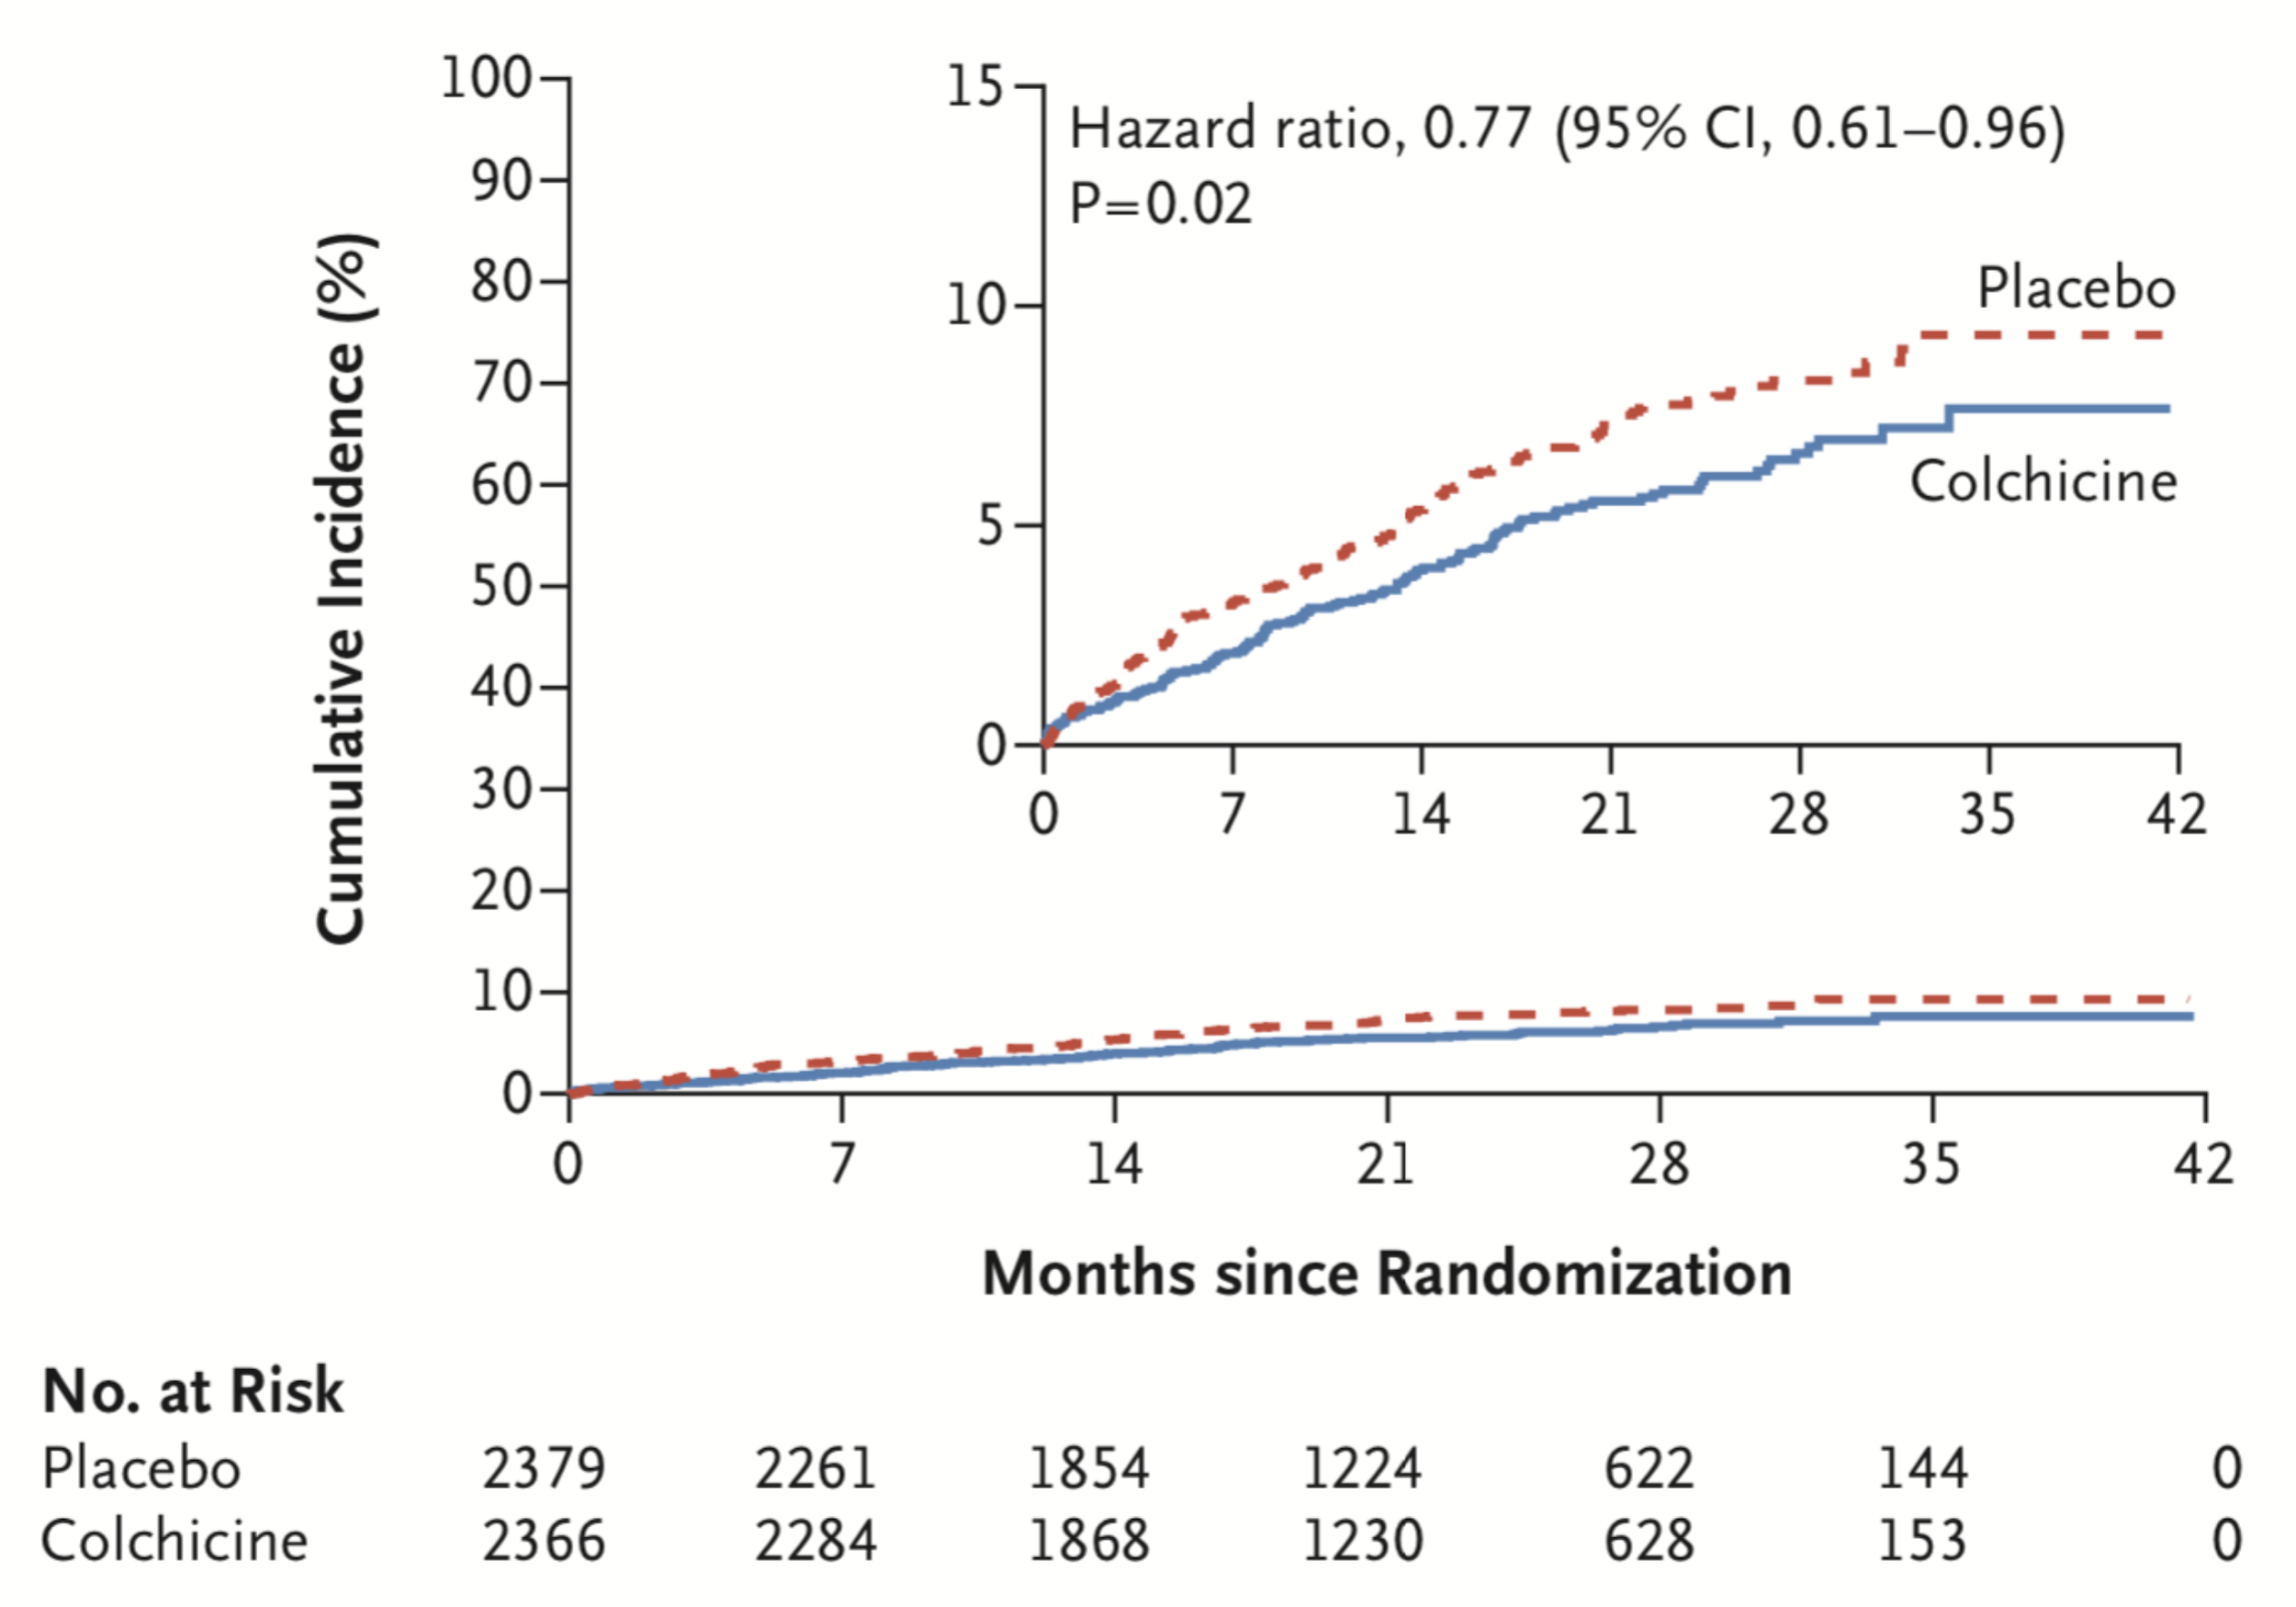 Cumulative Incidence (%)
100
90
80
70
60
50
40
30
20
10
0
0 7 14 21 28 35 42
Months since Randomization
15
10
5
0
0 7 14 21 28 35 42
Hazard ratio, 0.77 (95% CI, 0.61–0.96)
P=0.02
Placebo
Colchicine
No. at Risk
Placebo 2379 2261 1854 1224 622 144 0
Colchicine 2366 2284 1868 1230 628 153 0